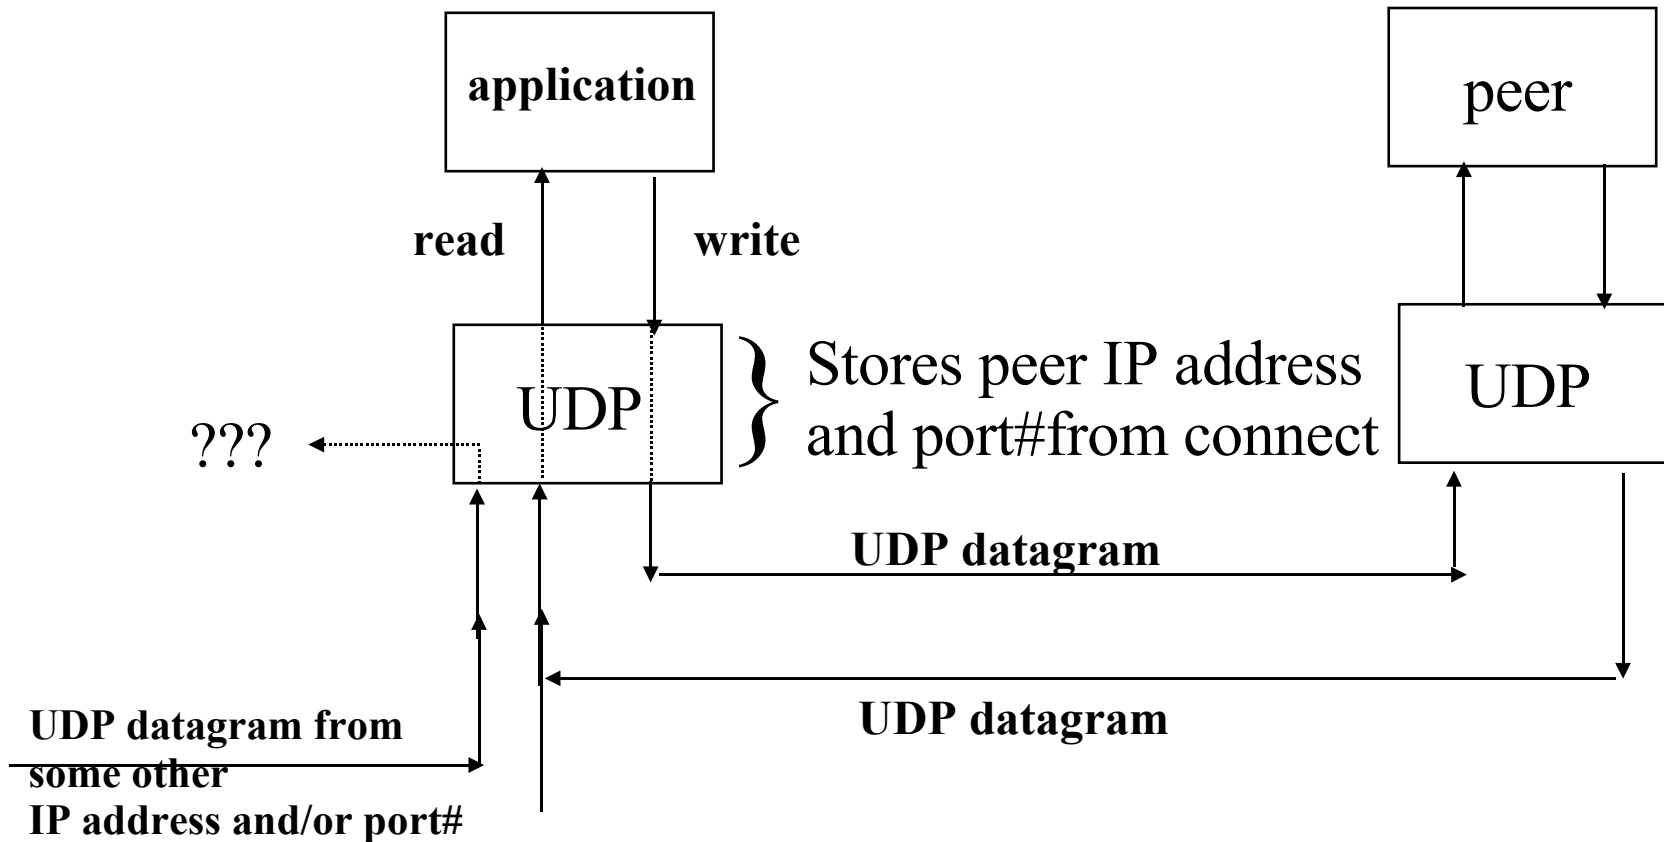 application
peer
read
write
UDP
Stores peer IP address
and port#from connect
UDP
???
UDP datagram
UDP datagram from
some other
IP address and/or port#
UDP datagram